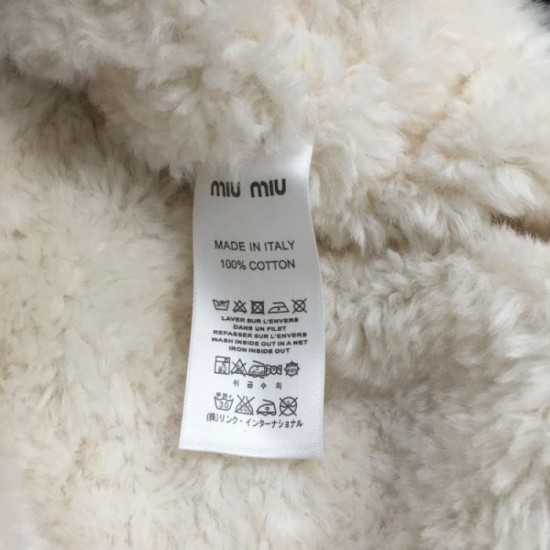 miu miu
MADE IN ITALY
100% COTTON
LAVER SUR L'ENVERS
DANS UN FILET
REPASSER SUR L'ENVERS
WASH INSIDE OUT IN A NET
IRON INSIDE OUT
(株)リンク・インターナショナル